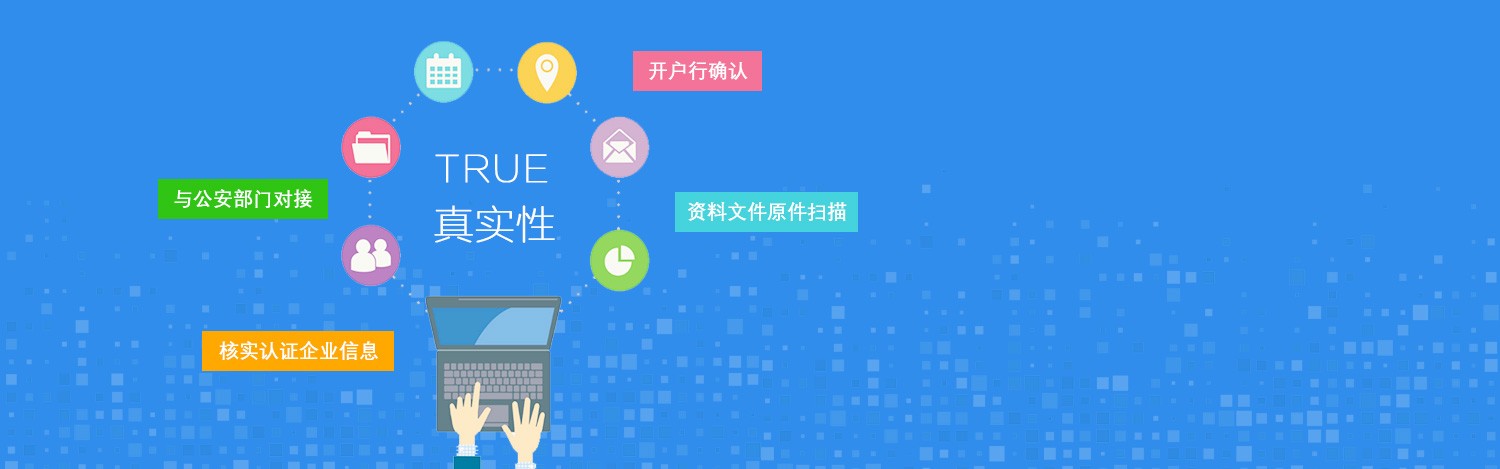 开户行确认
TRUE
真实性
与公安部门对接
资料文件原件扫描
核实认证企业信息